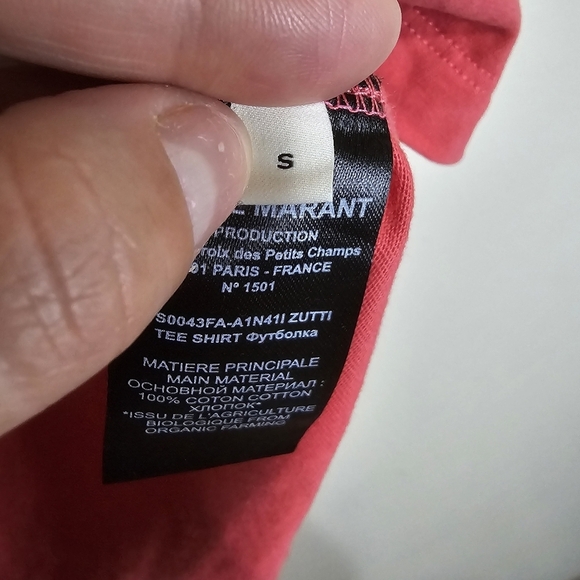 S
MARANT
PRODUCTION
des Petits Champs
01 PARIS - FRANCE
N° 1501
S0043FA-A1N41I ZUTTI
TEE SHIRT Футболка
MATIERE PRINCIPALE
MAIN MATERIAL
ОСНОВНОЙ МАТЕРИАЛ :
100% COTON COTTON
ХЛОПОК*
*ISSU DE L'AGRICULTURE
BIOLOGIQUE FROM
ORGANIC FARMING